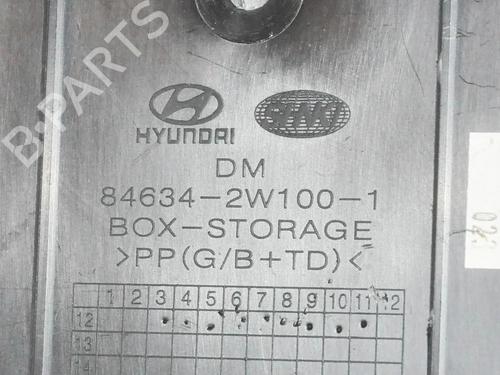 B-PARTS
HYUNDAI
DM
84634-2W100-1
BOX-STORAGE
>PP(G/B+TD)<
1 2 3 4 5 6 7 8 9 10 11 12
12
13